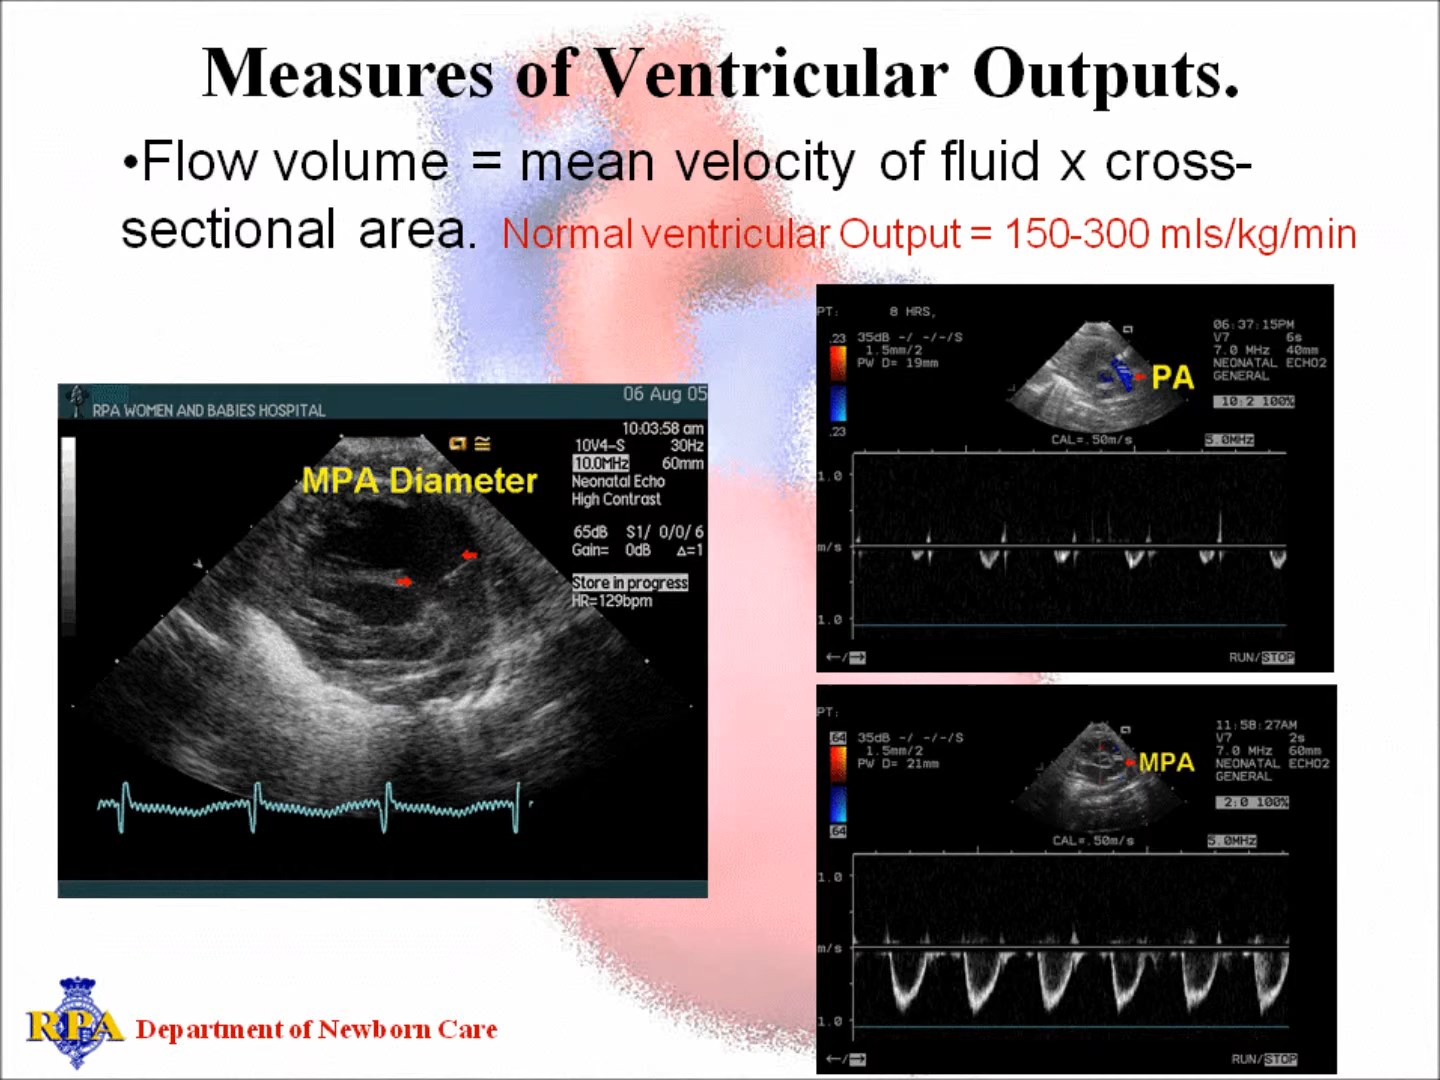 Measures of Ventricular Outputs.
•Flow volume = mean velocity of fluid x cross-
sectional area. Normal ventricular Output = 150-300 mls/kg/min
06 Aug 05
RPA WOMEN AND BABIES HOSPITAL
10:03:58 am
10V4-S 30Hz
10.0MHz 60mm
Neonatal Echo
High Contrast
65dB S1/ 0/0/6
Gain= 0dB Δ=1
Store in progress
HR=129bpm
MPA Diameter
PT: 8 HRS,
.23 35dB -/ -/-/S
1.5mm/2
PW D= 19mm
.23
06:37:15PM
V7 6s
7.0 MHz 40mm
NEONATAL ECHO2
GENERAL
10:2 100%
PA
CAL=.50m/s 5.0MHz
1.0
m/s
1.0
←/→ RUN/STOP
PT:
.64 35dB -/ -/-/S
1.5mm/2
PW D= 21mm
.64
11:58:27AM
V7 2s
7.0 MHz 60mm
NEONATAL ECHO2
GENERAL
2:0 100%
MPA
CAL=.50m/s 5.0MHz
1.0
m/s
1.0
←/→ RUN/STOP
RPA Department of Newborn Care